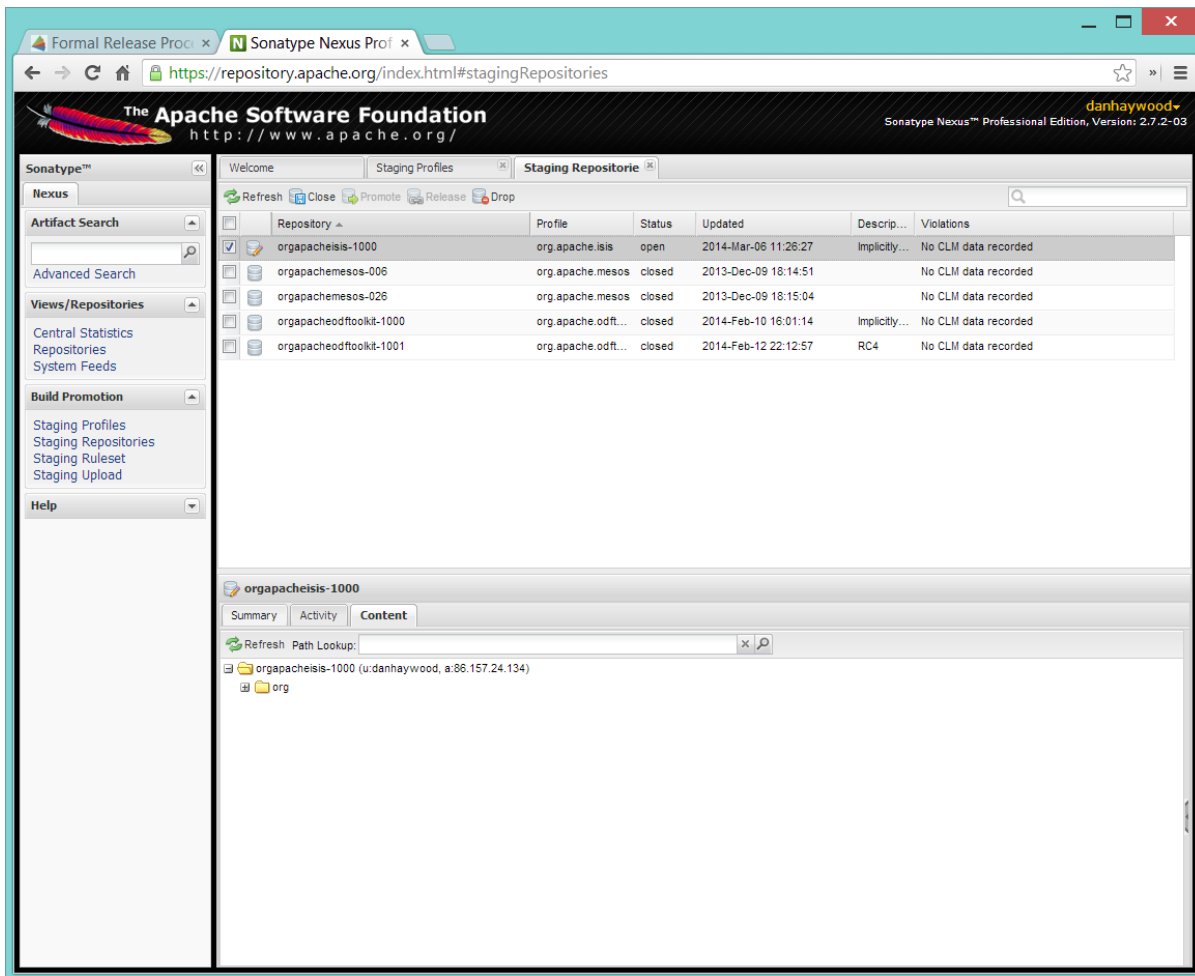 Formal Release Proc
Sonatype Nexus Prof
https://repository.apache.org/index.html#stagingRepositories
The Apache Software Foundation
http://www.apache.org/
danhaywood
Sonatype Nexus™ Professional Edition, Version: 2.7.2-03
Sonatype™
Nexus
Artifact Search
Advanced Search
Views/Repositories
Central Statistics
Repositories
System Feeds
Build Promotion
Staging Profiles
Staging Repositories
Staging Ruleset
Staging Upload
Help
Welcome Staging Profiles Staging Repositorie
Refresh Close Promote Release Drop
Repository Profile Status Updated Descrip... Violations
orgapacheisis-1000 org.apache.isis open 2014-Mar-06 11:26:27 Implicitly... No CLM data recorded
orgapachemesos-006 org.apache.mesos closed 2013-Dec-09 18:14:51 No CLM data recorded
orgapachemesos-026 org.apache.mesos closed 2013-Dec-09 18:15:04 No CLM data recorded
orgapacheodftoolkit-1000 org.apache.odft... closed 2014-Feb-10 16:01:14 Implicitly... No CLM data recorded
orgapacheodftoolkit-1001 org.apache.odft... closed 2014-Feb-12 22:12:57 RC4 No CLM data recorded
orgapacheisis-1000
Summary Activity Content
Refresh Path Lookup:
orgapacheisis-1000 (u:danhaywood, a:86.157.24.134)
org